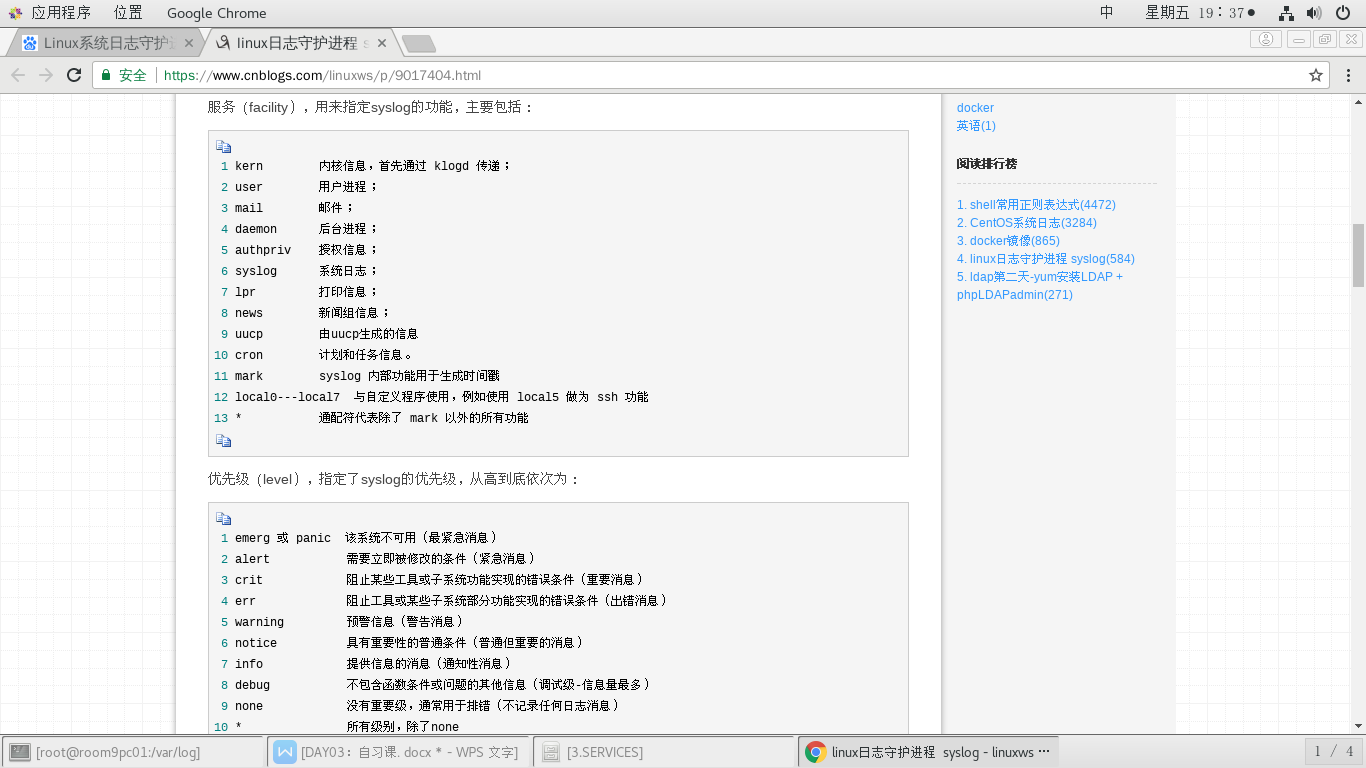 应用程序 位置 Google Chrome 中 星期五 19：37●
Linux系统日志守护进
linux日志守护进程 s
安全 https://www.cnblogs.com/linuxws/p/9017404.html
服务（facility），用来指定syslog的功能，主要包括：
1 kern 内核信息，首先通过 klogd 传递；
2 user 用户进程；
3 mail 邮件；
4 daemon 后台进程；
5 authpriv 授权信息；
6 syslog 系统日志；
7 lpr 打印信息；
8 news 新闻组信息；
9 uucp 由uucp生成的信息
10 cron 计划和任务信息。
11 mark syslog 内部功能用于生成时间戳
12 local0---local7 与自定义程序使用，例如使用 local5 做为 ssh 功能
13 * 通配符代表除了 mark 以外的所有功能
优先级（level），指定了syslog的优先级，从高到底依次为：
1 emerg 或 panic 该系统不可用（最紧急消息）
2 alert 需要立即被修改的条件（紧急消息）
3 crit 阻止某些工具或子系统功能实现的错误条件（重要消息）
4 err 阻止工具或某些子系统部分功能实现的错误条件（出错消息）
5 warning 预警信息（警告消息）
6 notice 具有重要性的普通条件（普通但重要的消息）
7 info 提供信息的消息（通知性消息）
8 debug 不包含函数条件或问题的其他信息（调试级-信息量最多）
9 none 没有重要级，通常用于排错（不记录任何日志消息）
10 * 所有级别，除了none
docker
英语(1)
阅读排行榜
1. shell常用正则表达式(4472)
2. CentOS系统日志(3284)
3. docker镜像(865)
4. linux日志守护进程 syslog(584)
5. ldap第二天-yum安装LDAP +
phpLDAPadmin(271)
[root@room9pc01:/var/log]
[DAY03：自习课. docx * - WPS 文字]
[3.SERVICES]
linux日志守护进程 syslog - linuxws ···
1 / 4